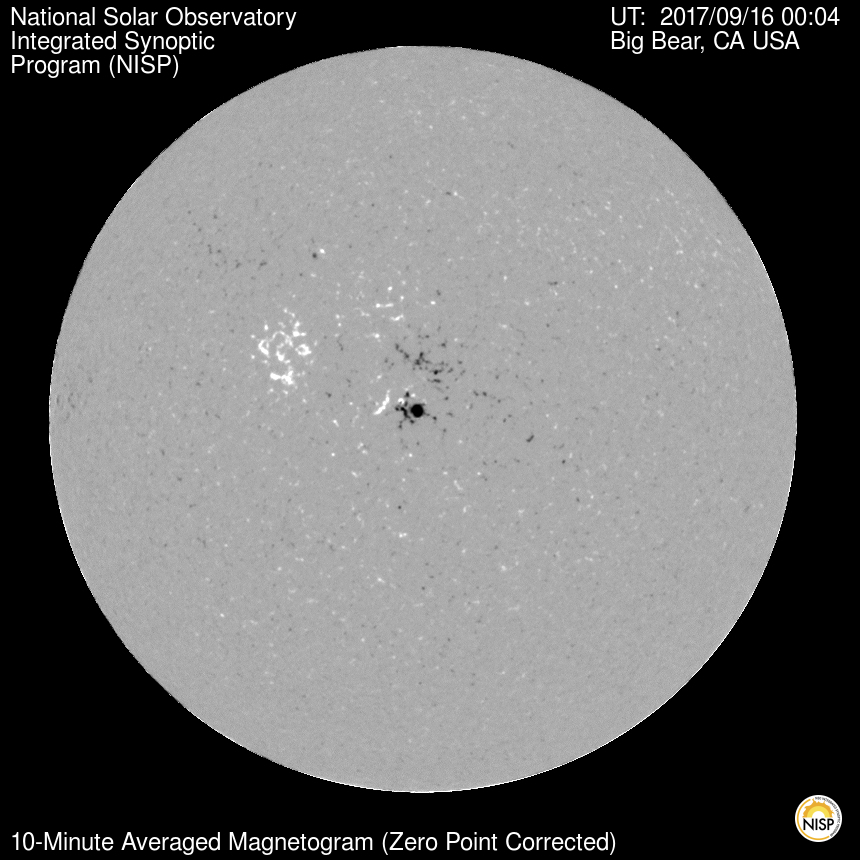 National Solar Observatory
Integrated Synoptic
Program (NISP)
UT: 2017/09/16 00:04
Big Bear, CA USA
10-Minute Averaged Magnetogram (Zero Point Corrected)
NISP